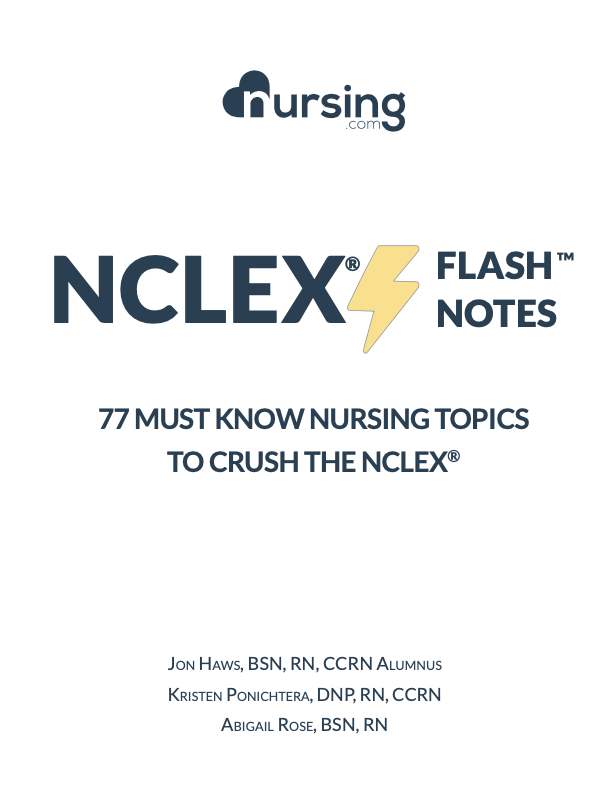 nursing
.com
NCLEX® FLASH™
NOTES
77 MUST KNOW NURSING TOPICS
TO CRUSH THE NCLEX®
Jon Haws, BSN, RN, CCRN Alumnus
Kristen Ponichtera, DNP, RN, CCRN
Abigail Rose, BSN, RN